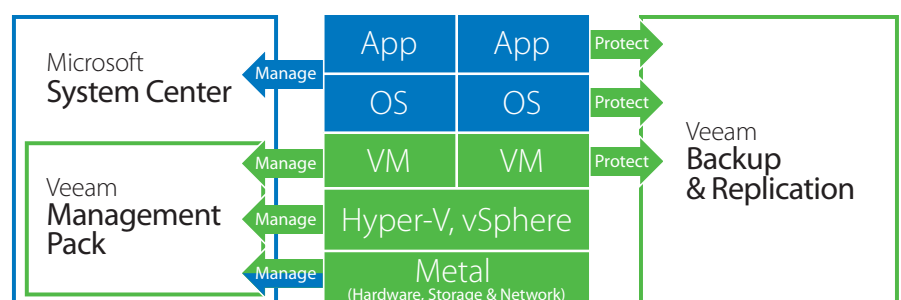 Microsoft
System Center
Veeam
Management
Pack
Manage
Manage
Manage
Manage
App App
OS OS
VM VM
Hyper-V, vSphere
Metal
(Hardware, Storage & Network)
Protect
Protect
Protect
Veeam
Backup
& Replication